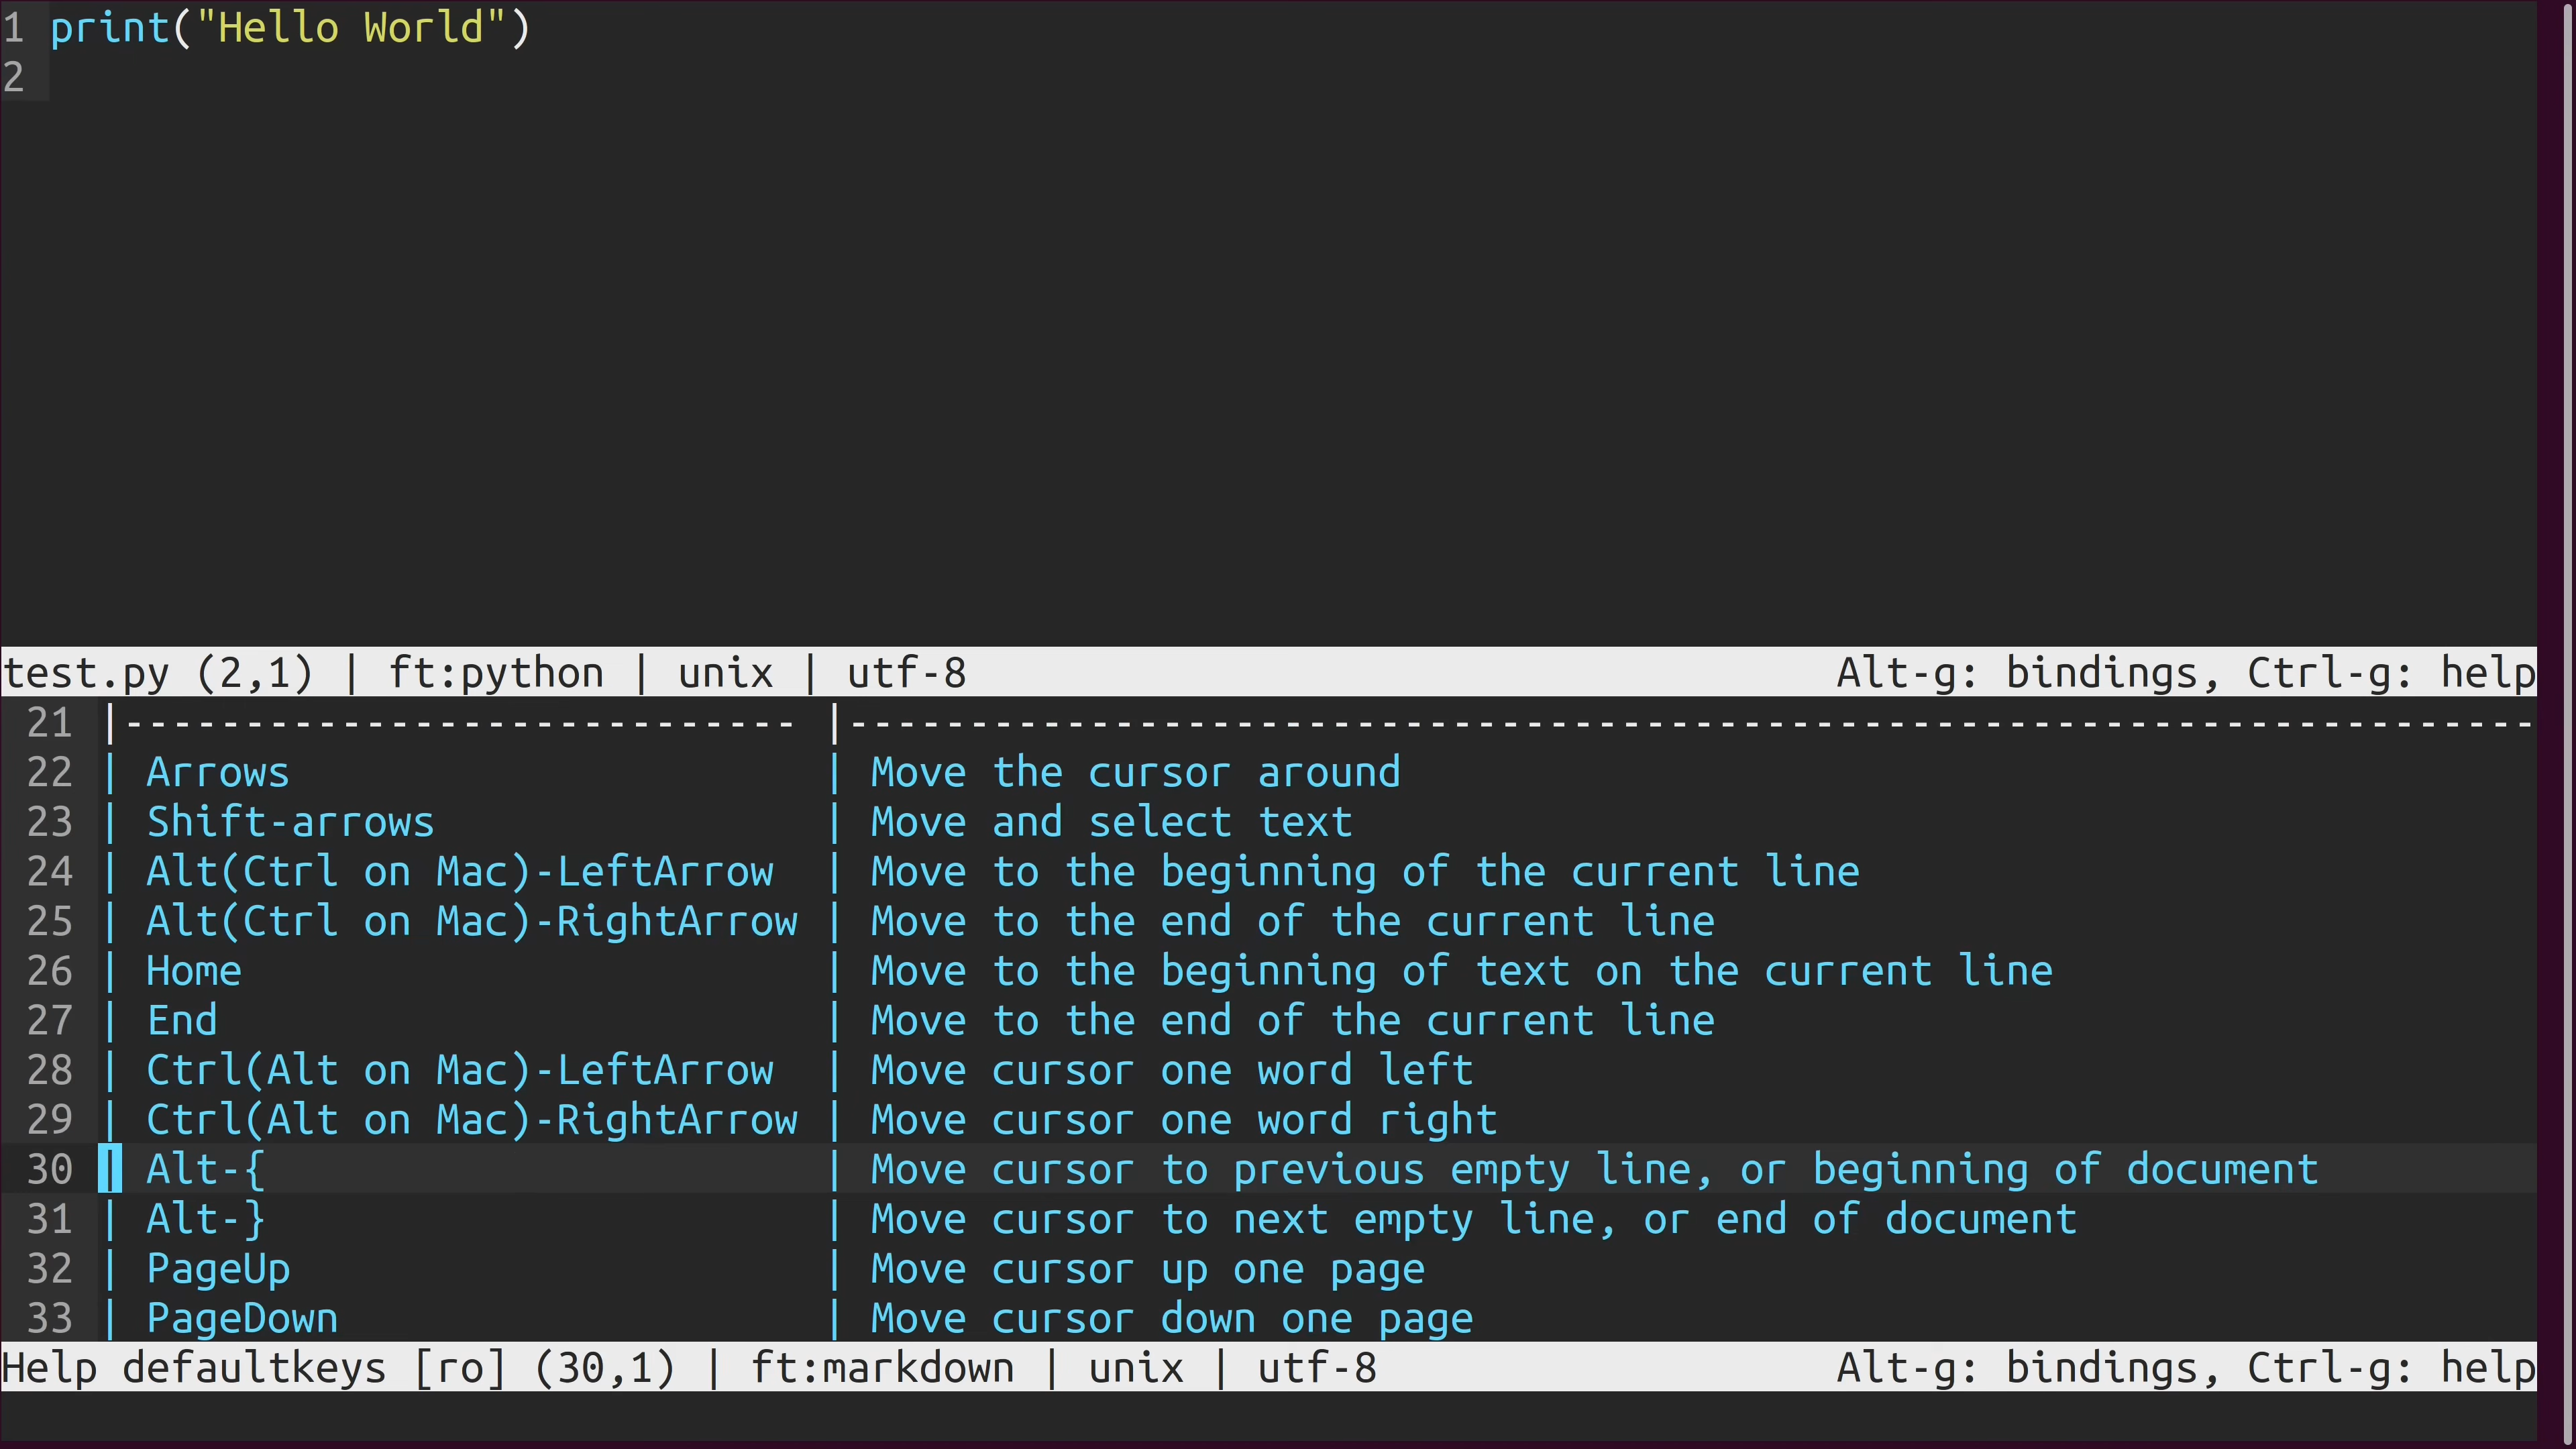 1 print("Hello World")
2
test.py (2,1) | ft:python | unix | utf-8 Alt-g: bindings, Ctrl-g: help
21 |---------------------------- |----------------------------------------------------------------------
22 | Arrows | Move the cursor around
23 | Shift-arrows | Move and select text
24 | Alt(Ctrl on Mac)-LeftArrow | Move to the beginning of the current line
25 | Alt(Ctrl on Mac)-RightArrow | Move to the end of the current line
26 | Home | Move to the beginning of text on the current line
27 | End | Move to the end of the current line
28 | Ctrl(Alt on Mac)-LeftArrow | Move cursor one word left
29 | Ctrl(Alt on Mac)-RightArrow | Move cursor one word right
30 | Alt-{ | Move cursor to previous empty line, or beginning of document
31 | Alt-} | Move cursor to next empty line, or end of document
32 | PageUp | Move cursor up one page
33 | PageDown | Move cursor down one page
Help defaultkeys [ro] (30,1) | ft:markdown | unix | utf-8 Alt-g: bindings, Ctrl-g: help